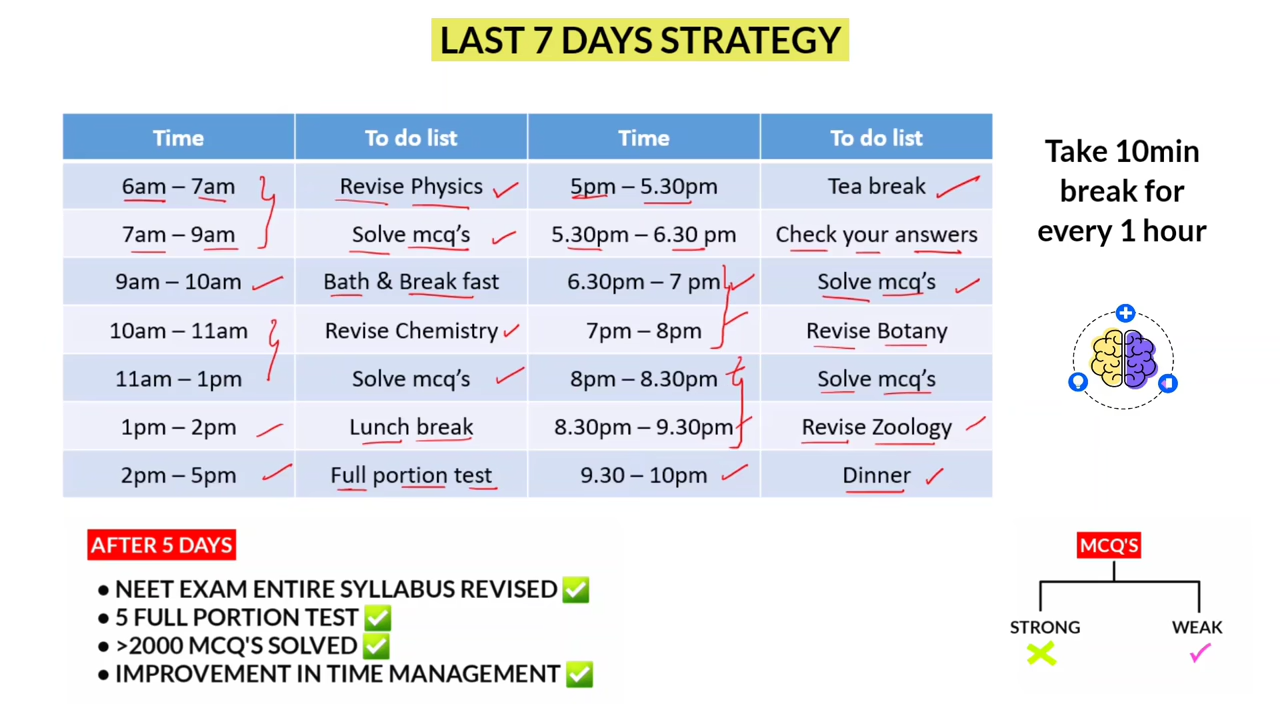 LAST 7 DAYS STRATEGY
Time To do list Time To do list
6am – 7am Revise Physics 5pm – 5.30pm Tea break
7am – 9am Solve mcq's 5.30pm – 6.30 pm Check your answers
9am – 10am Bath & Break fast 6.30pm – 7 pm Solve mcq's
10am – 11am Revise Chemistry 7pm – 8pm Revise Botany
11am – 1pm Solve mcq's 8pm – 8.30pm Solve mcq's
1pm – 2pm Lunch break 8.30pm – 9.30pm Revise Zoology
2pm – 5pm Full portion test 9.30 – 10pm Dinner
Take 10min
break for
every 1 hour
AFTER 5 DAYS
• NEET EXAM ENTIRE SYLLABUS REVISED ✅
• 5 FULL PORTION TEST ✅
• >2000 MCQ'S SOLVED ✅
• IMPROVEMENT IN TIME MANAGEMENT ✅
MCQ'S
STRONG WEAK